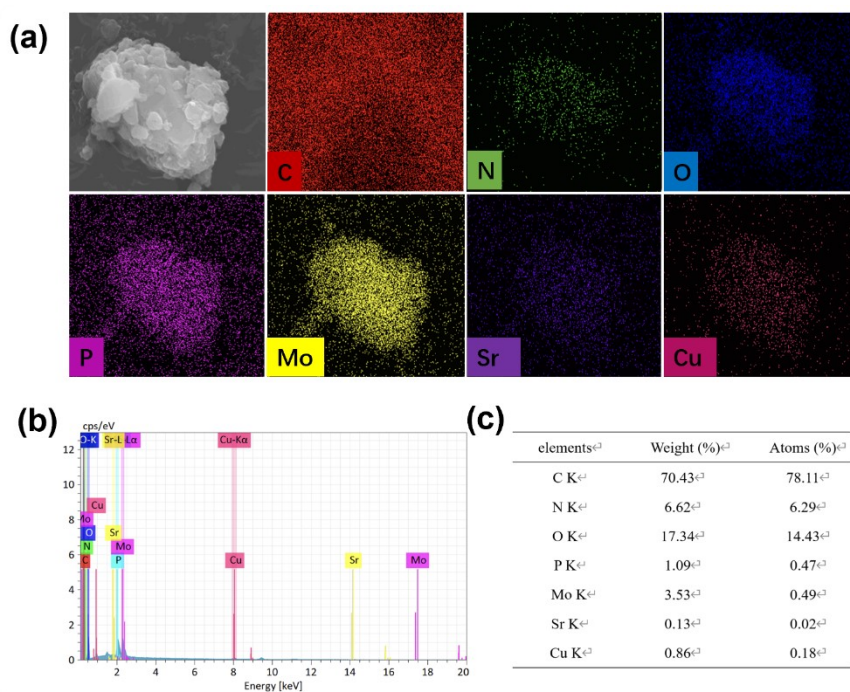 (a)
C
N
O
P
Mo
Sr
Cu
(b)
cps/eV
O-K Sr-L Lα Cu-Kα
Cu
Mo
O Sr
N Mo
C P Cu Sr Mo
12
10
8
6
4
2
0
2 4 6 8 10 12 14 16 18 20
Energy [keV]
(c)
elements↵ Weight (%)↵ Atoms (%)↵
C K↵ 70.43↵ 78.11↵
N K↵ 6.62↵ 6.29↵
O K↵ 17.34↵ 14.43↵
P K↵ 1.09↵ 0.47↵
Mo K↵ 3.53↵ 0.49↵
Sr K↵ 0.13↵ 0.02↵
Cu K↵ 0.86↵ 0.18↵